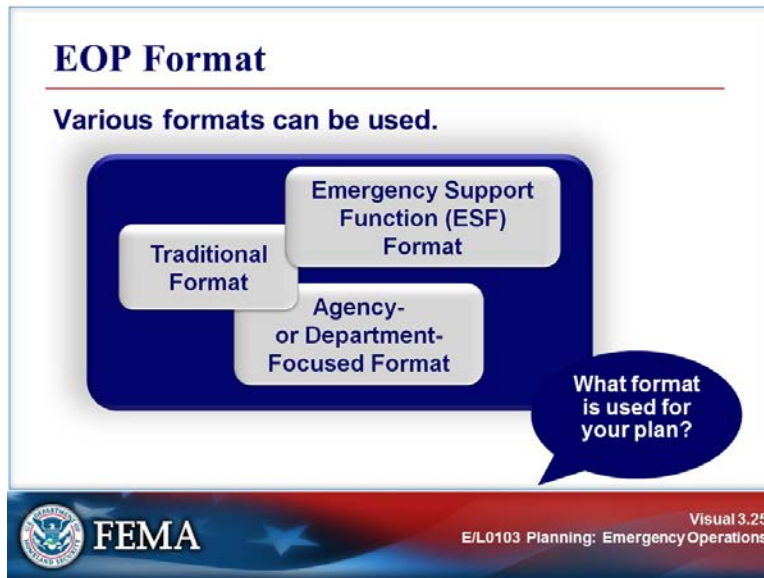 EOP Format
Various formats can be used.
Emergency Support
Function (ESF)
Format
Traditional
Format
Agency-
or Department-
Focused Format
What format
is used for
your plan?
FEMA
Visual 3.25
E/L0103 Planning: Emergency Operations